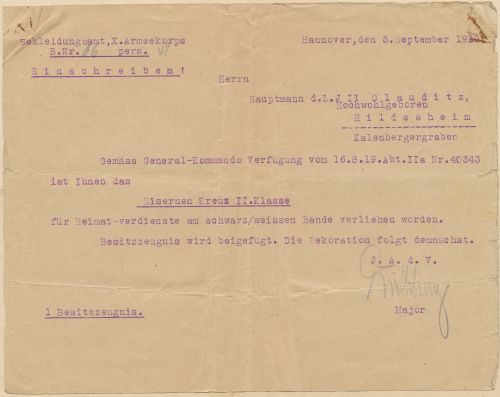 Bekleidungsamt, X.Armeekorps
Hannover, den 5.September 19
B.Nr. pers.
Einschreiben!
Herrn
Hauptmann d.L.J II Clauditz,
Hochwohlgeboren
Hildesheim
Kalenbergergraben
Gemäss General-Kommando Verfügung vom 16.8.19.Abt.IIa Nr.40343
ist Ihnen das
Eisernen Kreuz II.Klasse
für Heimat-verdienste am schwarz/weissen Bande verliehen worden.
Besitzzeugnis wird beigefügt. Die Dekoration folgt demnächst.
J. A. d. V.
Major
1 Besitzzeugnis.